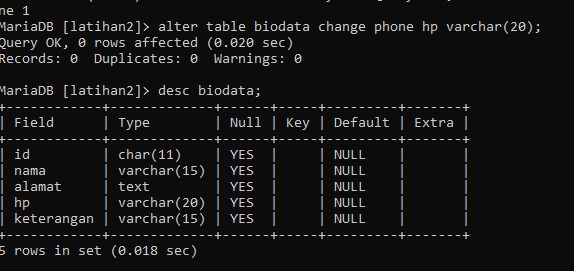 ne 1
MariaDB [latihan2]> alter table biodata change phone hp varchar(20);
Query OK, 0 rows affected (0.020 sec)
Records: 0  Duplicates: 0  Warnings: 0

MariaDB [latihan2]> desc biodata;
+------------+-------------+------+-----+---------+-------+
| Field      | Type        | Null | Key | Default | Extra |
+------------+-------------+------+-----+---------+-------+
| id         | char(11)    | YES  |     | NULL    |       |
| nama       | varchar(15) | YES  |     | NULL    |       |
| alamat     | text        | YES  |     | NULL    |       |
| hp         | varchar(20) | YES  |     | NULL    |       |
| keterangan | varchar(15) | YES  |     | NULL    |       |
+------------+-------------+------+-----+---------+-------+
5 rows in set (0.018 sec)